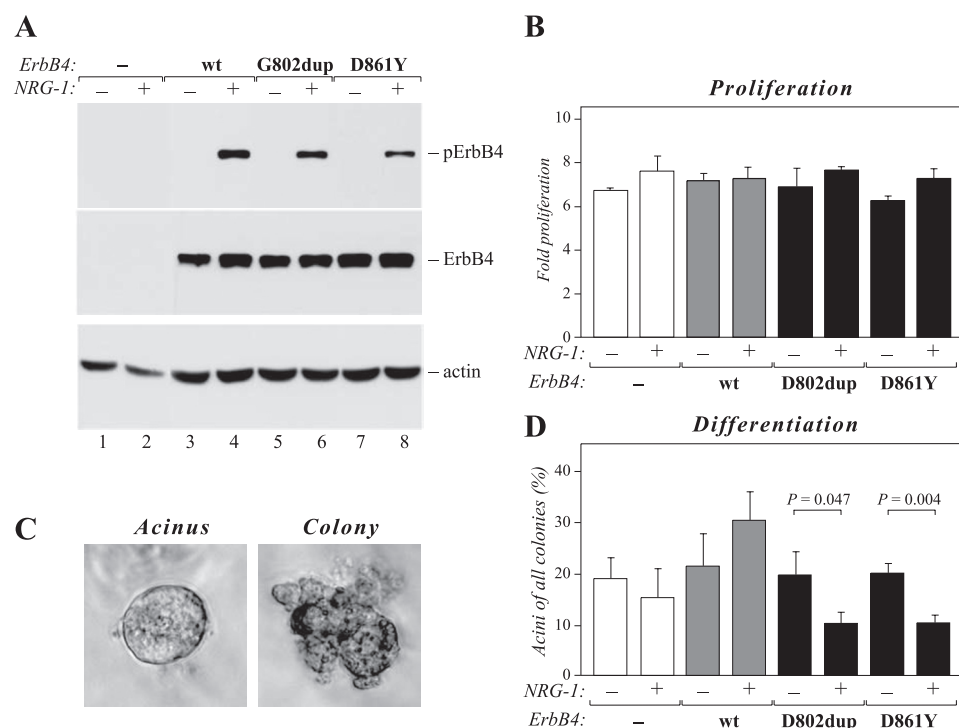 A
ErbB4: – wt G802dup D861Y
NRG-1: – + – + – + – +
– pErbB4
– ErbB4
– actin
1 2 3 4 5 6 7 8
B
Proliferation
Fold proliferation
10
8
6
4
2
0
NRG-1: – + – + – + – +
ErbB4: – wt D802dup D861Y
C
Acinus Colony
D
Differentiation
Acini of all colonies (%)
40
30
20
10
0
P = 0.047 P = 0.004
NRG-1: – + – + – + – +
ErbB4: – wt D802dup D861Y